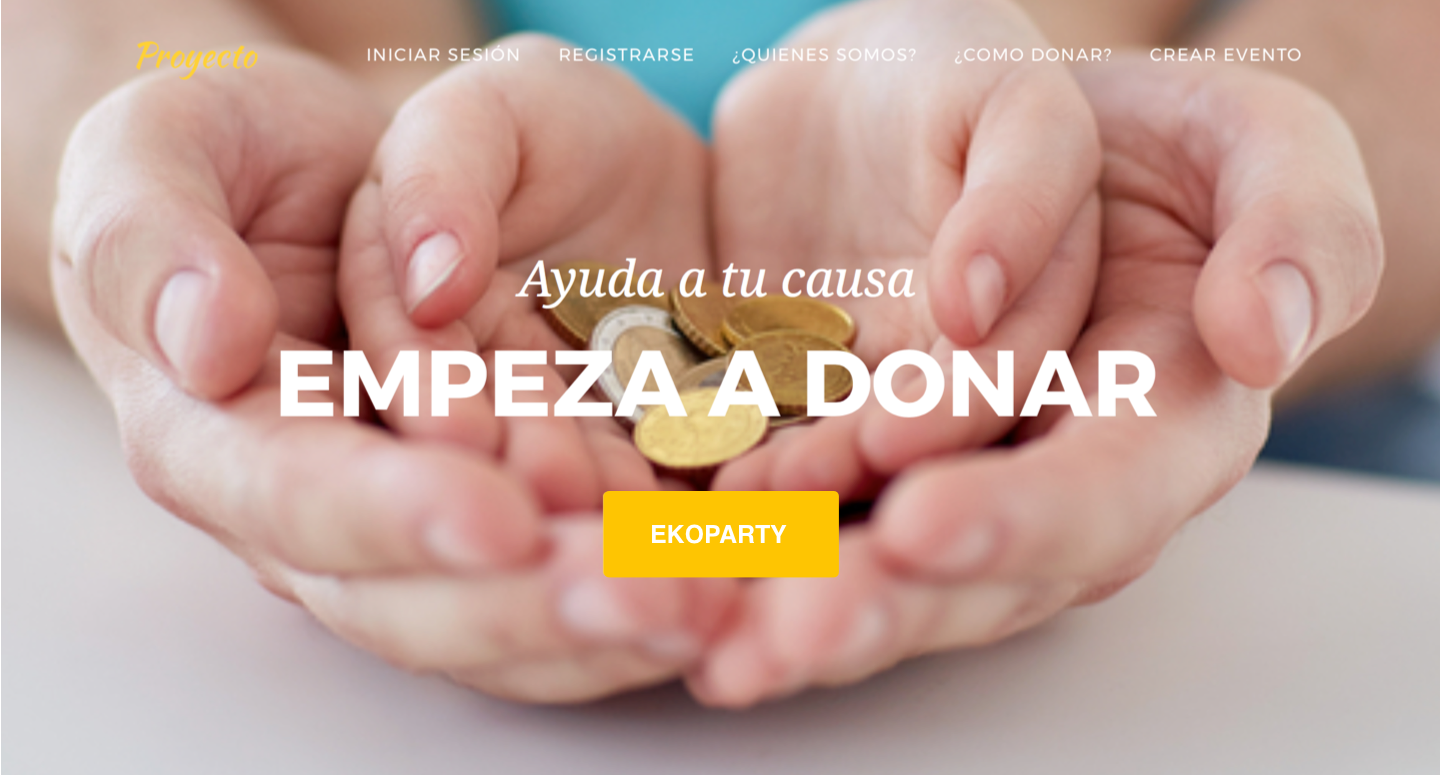 Proyecto
INICIAR SESIÓN
REGISTRARSE
¿QUIENES SOMOS?
¿COMO DONAR?
CREAR EVENTO
Ayuda a tu causa
EMPEZA A DONAR
EKOPARTY